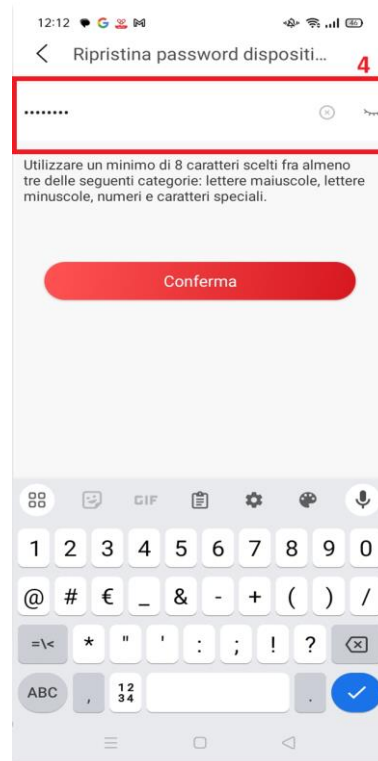 12:12 46
Ripristina password dispositi...
4
••••••••
Utilizzare un minimo di 8 caratteri scelti fra almeno
tre delle seguenti categorie: lettere maiuscole, lettere
minuscole, numeri e caratteri speciali.
Conferma
GIF
1 2 3 4 5 6 7 8 9 0
@ # € _ & - + ( ) /
=\< * " ' : ; ! ?
ABC , 12 .
34